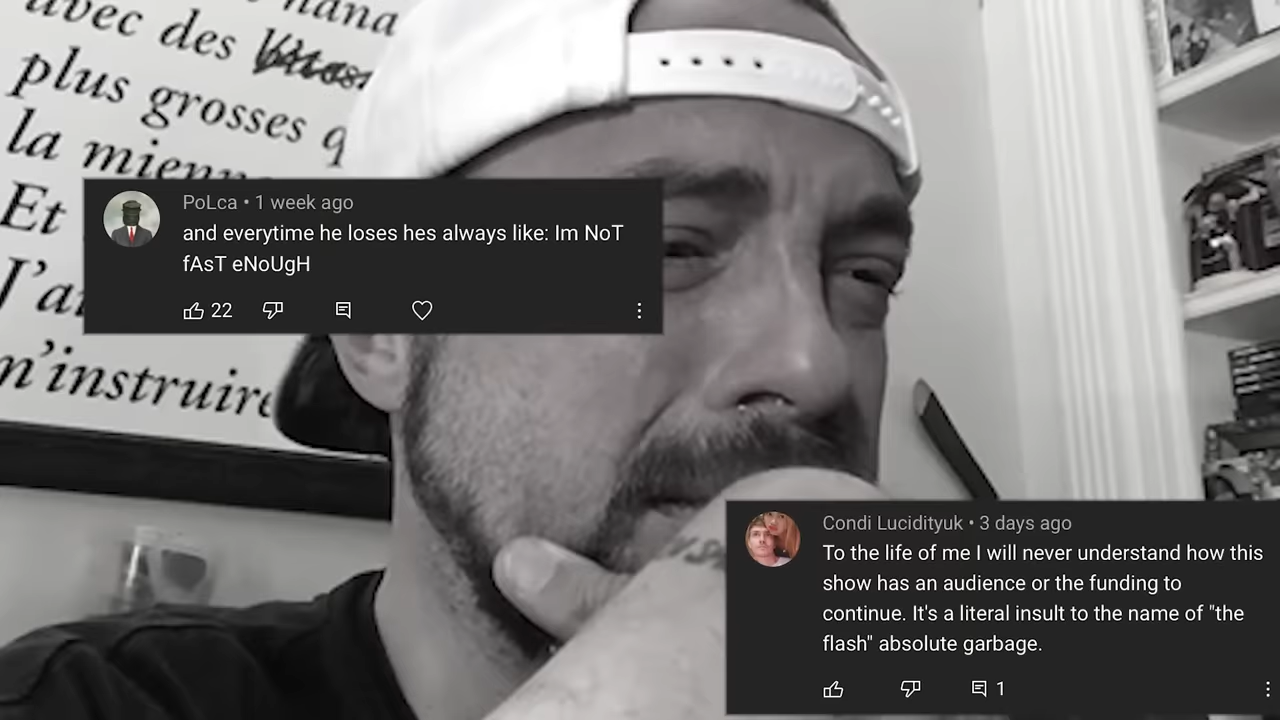 avec des
plus grosses q
la mienne
Et
J'ai
m'instruire
PoLca • 1 week ago
and everytime he loses hes always like: Im NoT
fAsT eNoUgH
22
Condi Lucidityuk • 3 days ago
To the life of me I will never understand how this
show has an audience or the funding to
continue. It's a literal insult to the name of "the
flash" absolute garbage.
1